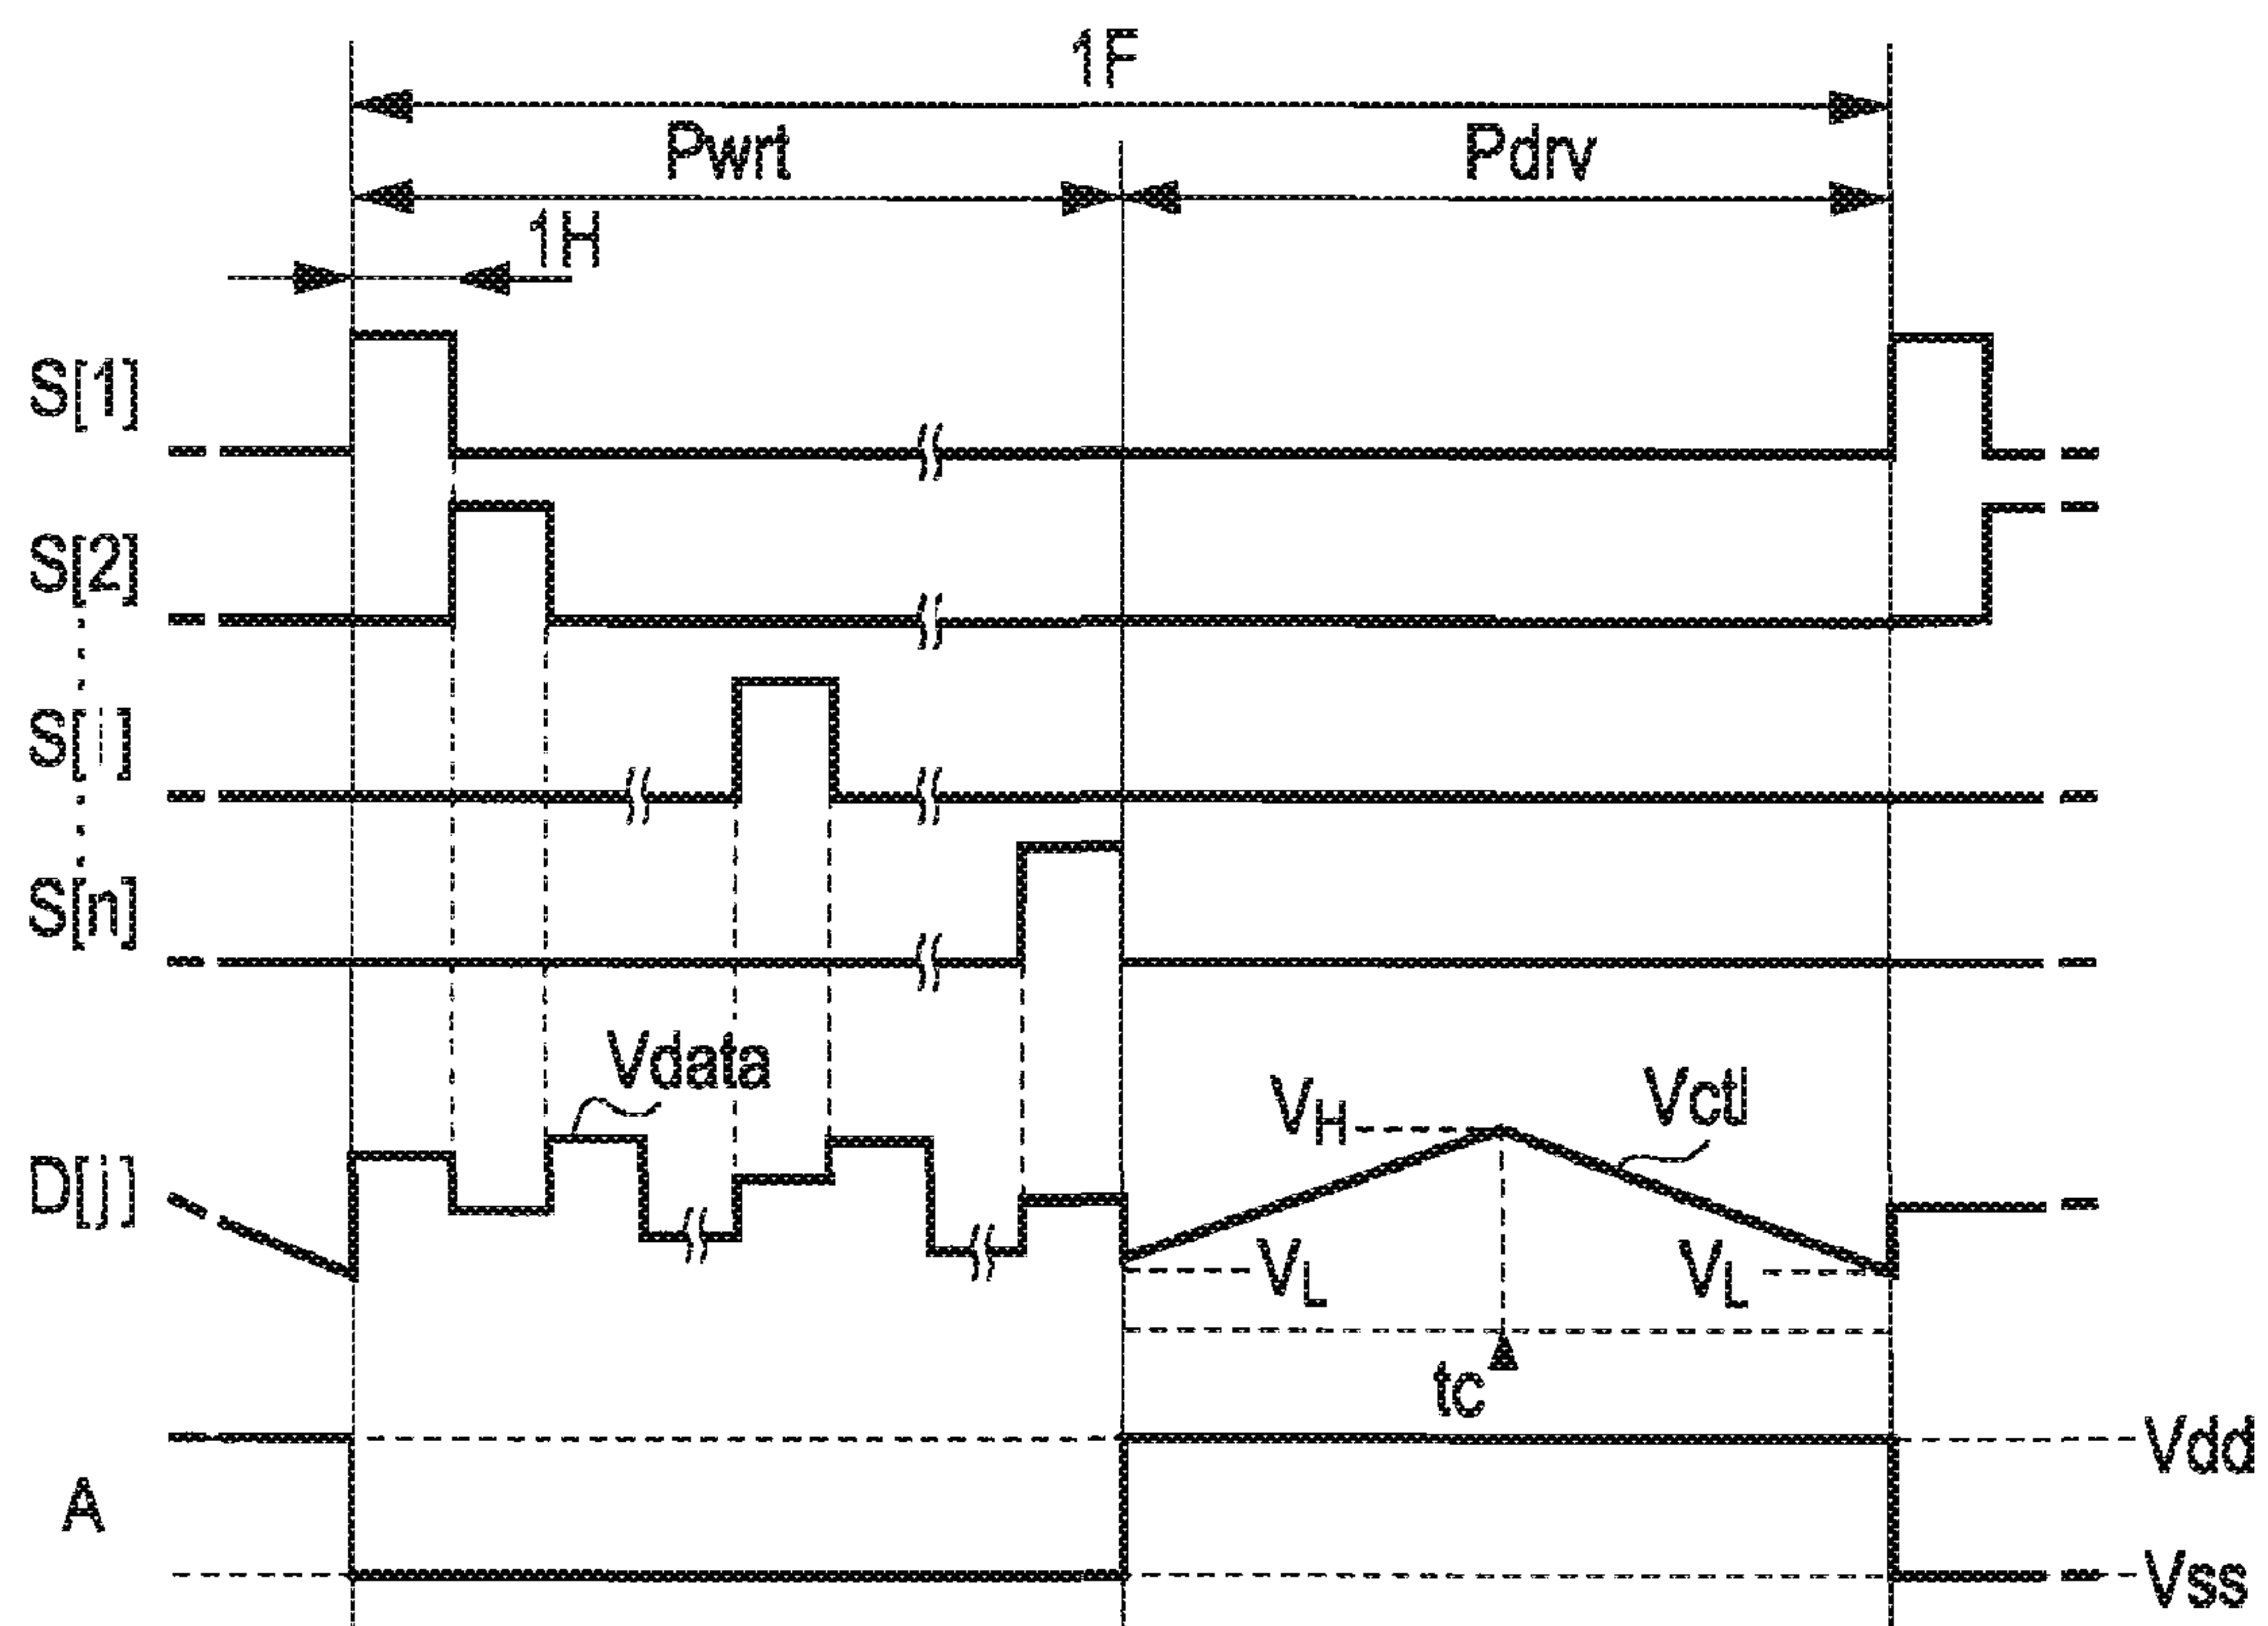 1F
Pwrt
Pdrv
1H
S[1]
S[2]
S[i]
S[n]
Vdata
VH
Vctl
D[j]
VL
VL
tc
Vdd
A
Vss